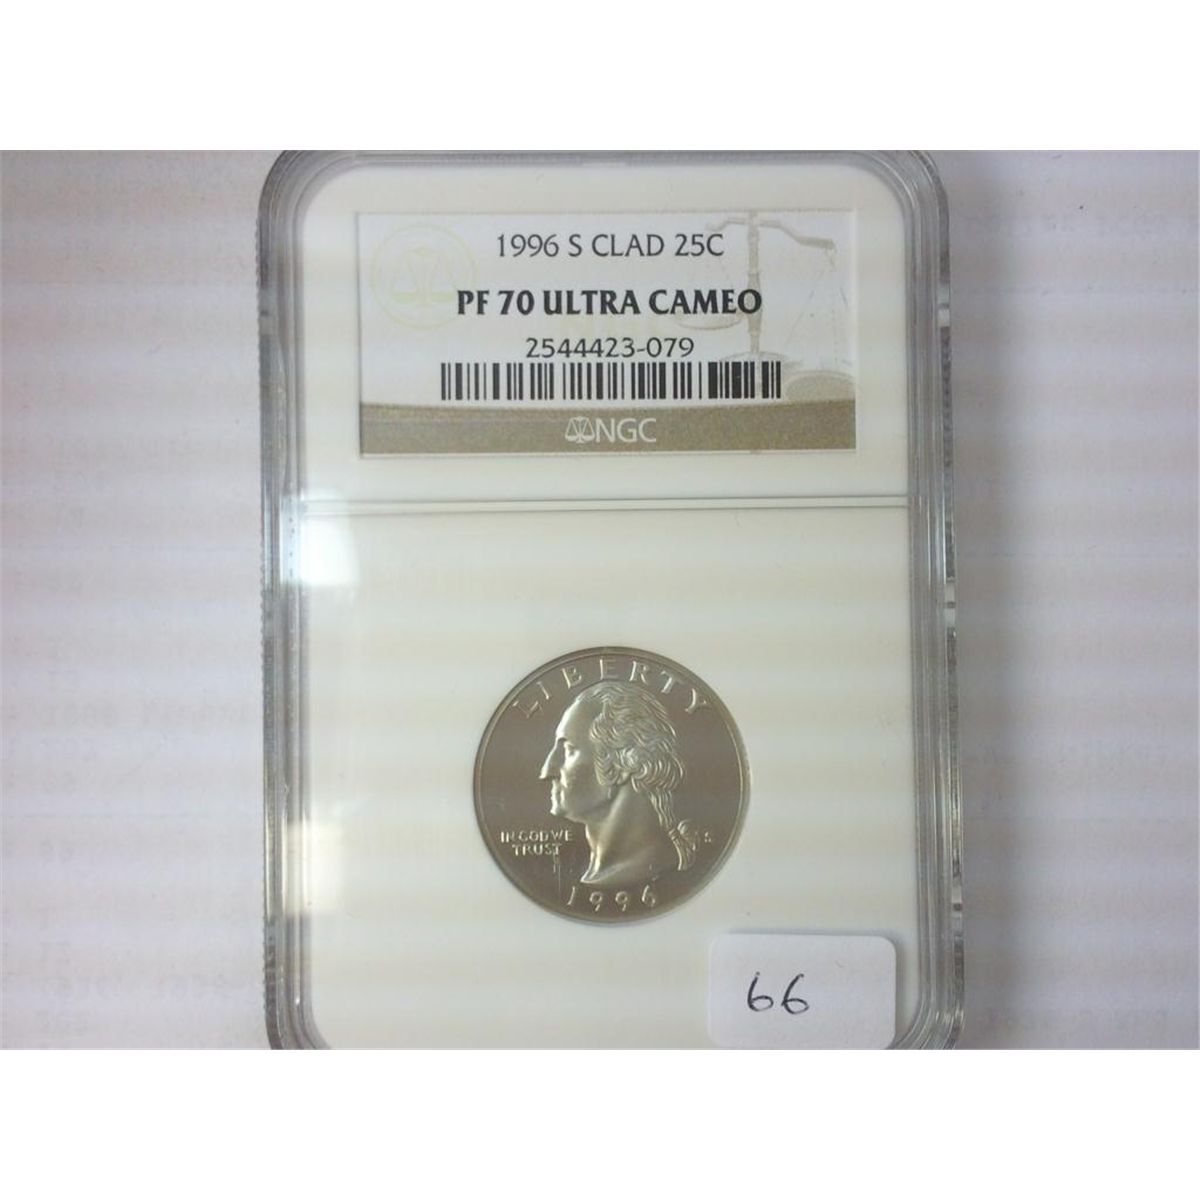 1996 S CLAD 25C
PF 70 ULTRA CAMEO
2544423-079
NGC
LIBERTY
IN GOD WE
TRUST
S
1996
66